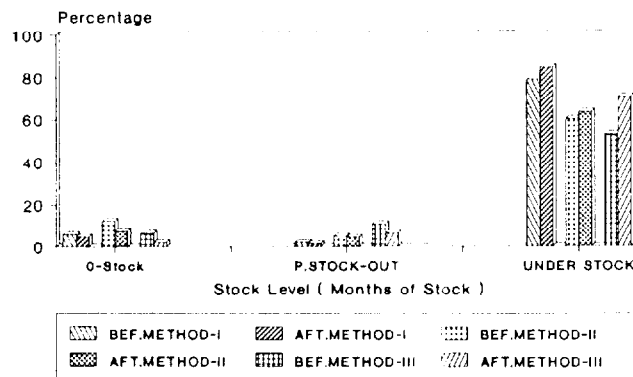 Percentage
100
80
60
40
20
0
0-Stock P.STOCK-OUT UNDER STOCK
Stock Level ( Months of Stock )
BEF.METHOD-I AFT.METHOD-I BEF.METHOD-II
AFT.METHOD-II BEF.METHOD-III AFT.METHOD-III